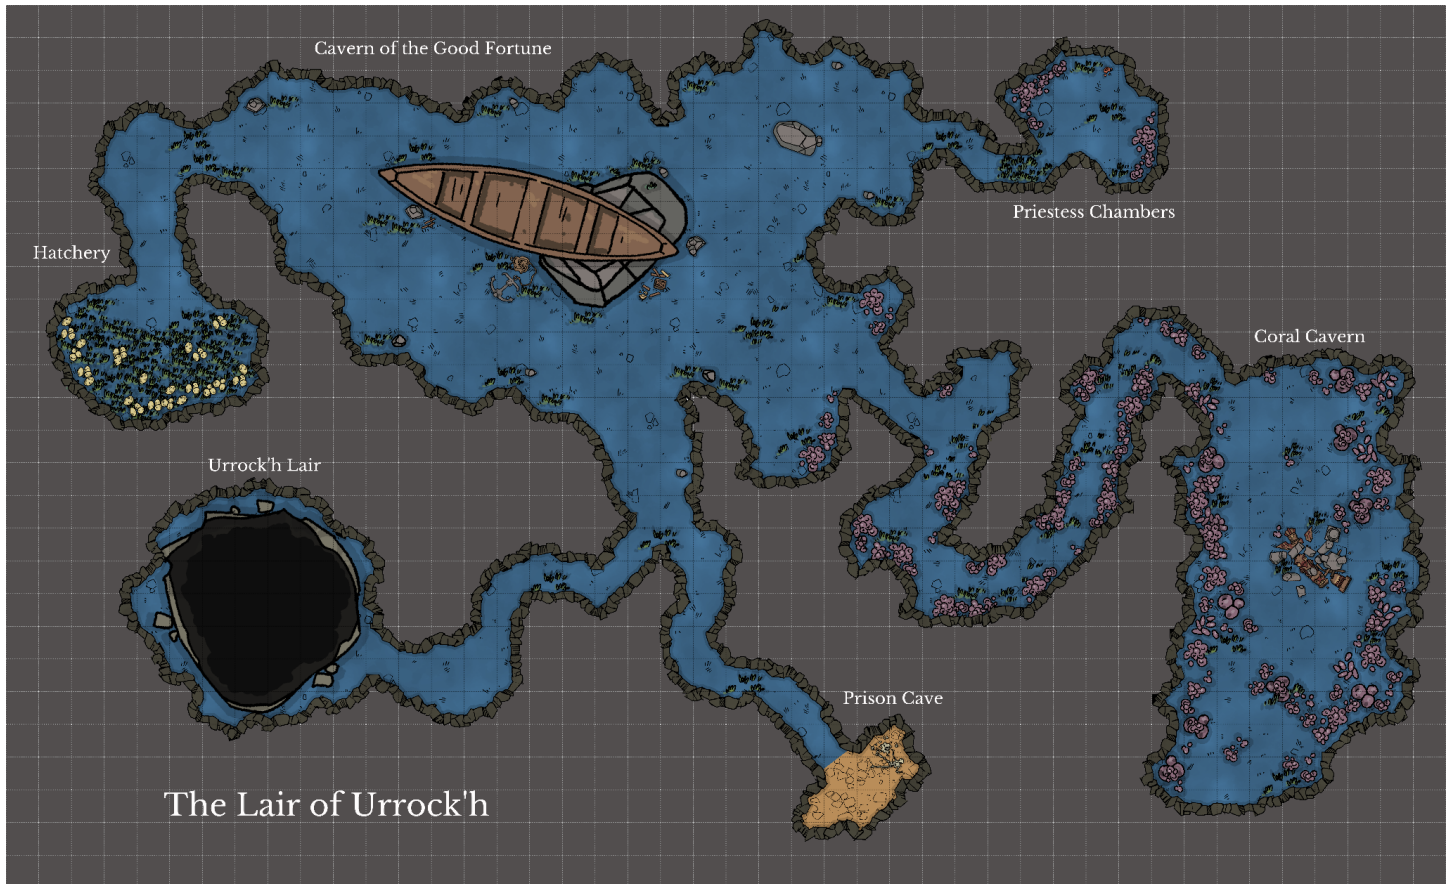 Cavern of the Good Fortune
Priestess Chambers
Hatchery
Coral Cavern
Urrock'h Lair
Prison Cave
The Lair of Urrock'h